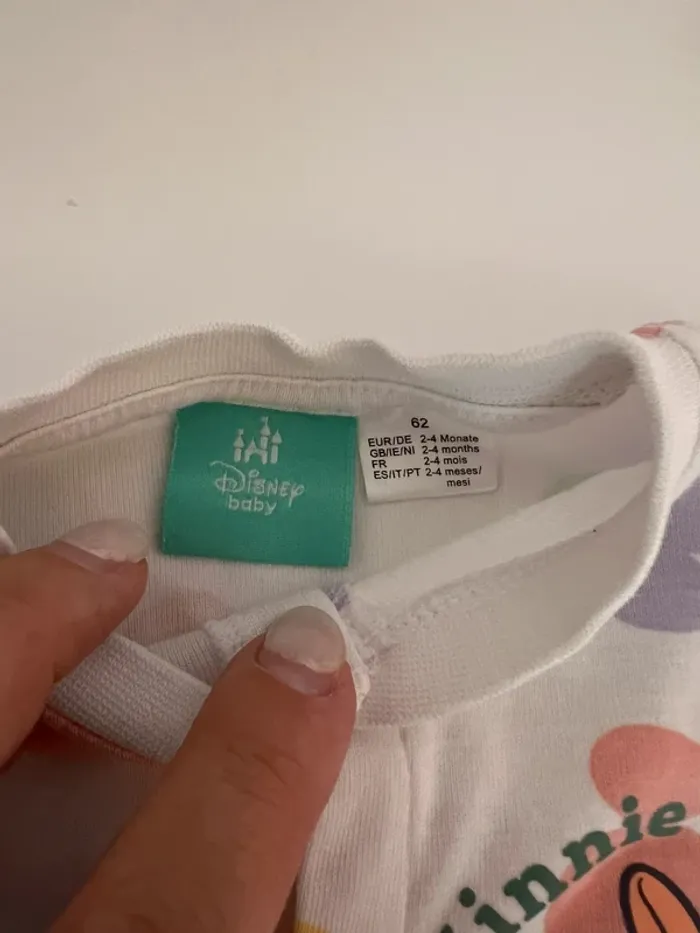 Disney
baby
62
EUR/DE 2-4 Monate
GB/IE/NI 2-4 months
FR 2-4 mois
ES/IT/PT 2-4 meses/
mesi
innie